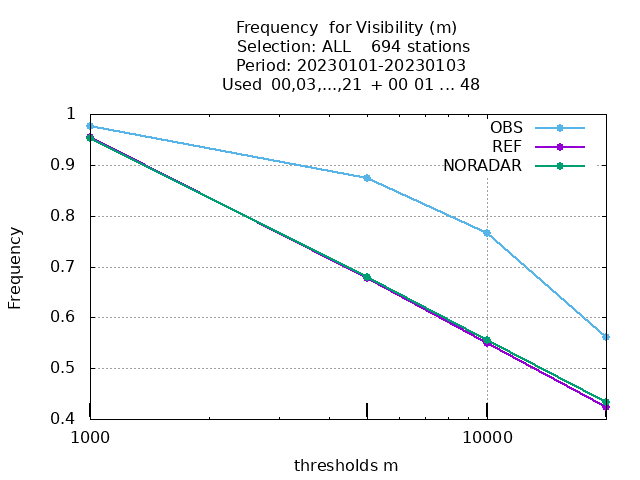 Frequency  for Visibility (m)
Selection: ALL    694 stations
Period: 20230101-20230103
Used  00,03,...,21  + 00 01 ... 48
OBS
REF
NORADAR
Frequency
1
0.9
0.8
0.7
0.6
0.5
0.4
1000
10000
thresholds m